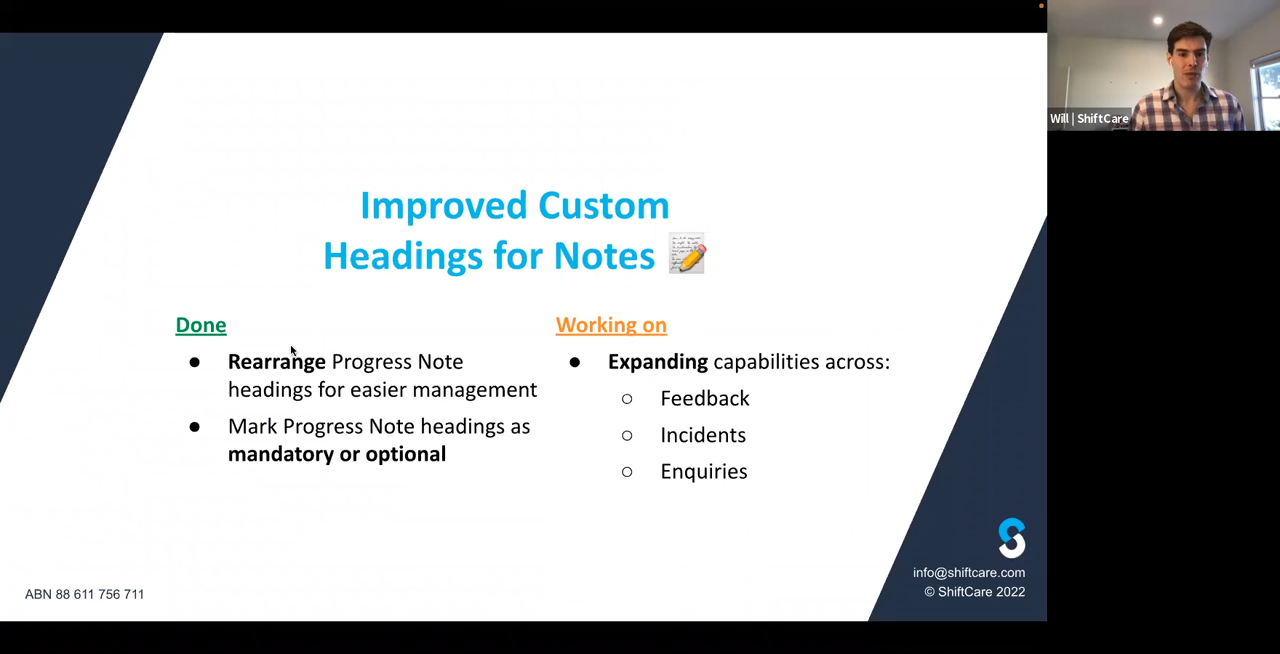 Improved Custom
Headings for Notes
Done
● Rearrange Progress Note
headings for easier management
● Mark Progress Note headings as
mandatory or optional
Working on
● Expanding capabilities across:
○ Feedback
○ Incidents
○ Enquiries
ABN 88 611 756 711
info@shiftcare.com
© ShiftCare 2022
Will | ShiftCare